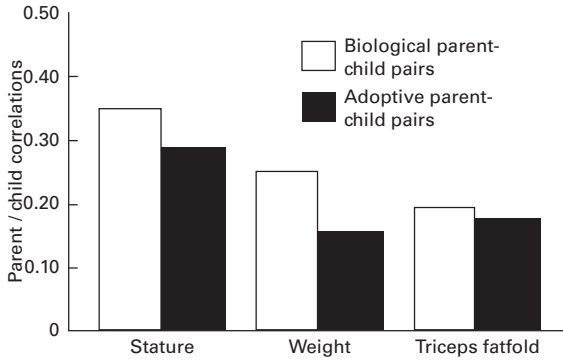 0.50
0.40
0.30
0.20
0.10
0
Parent / child correlations
Biological parent-
child pairs
Adoptive parent-
child pairs
Stature
Weight
Triceps fatfold